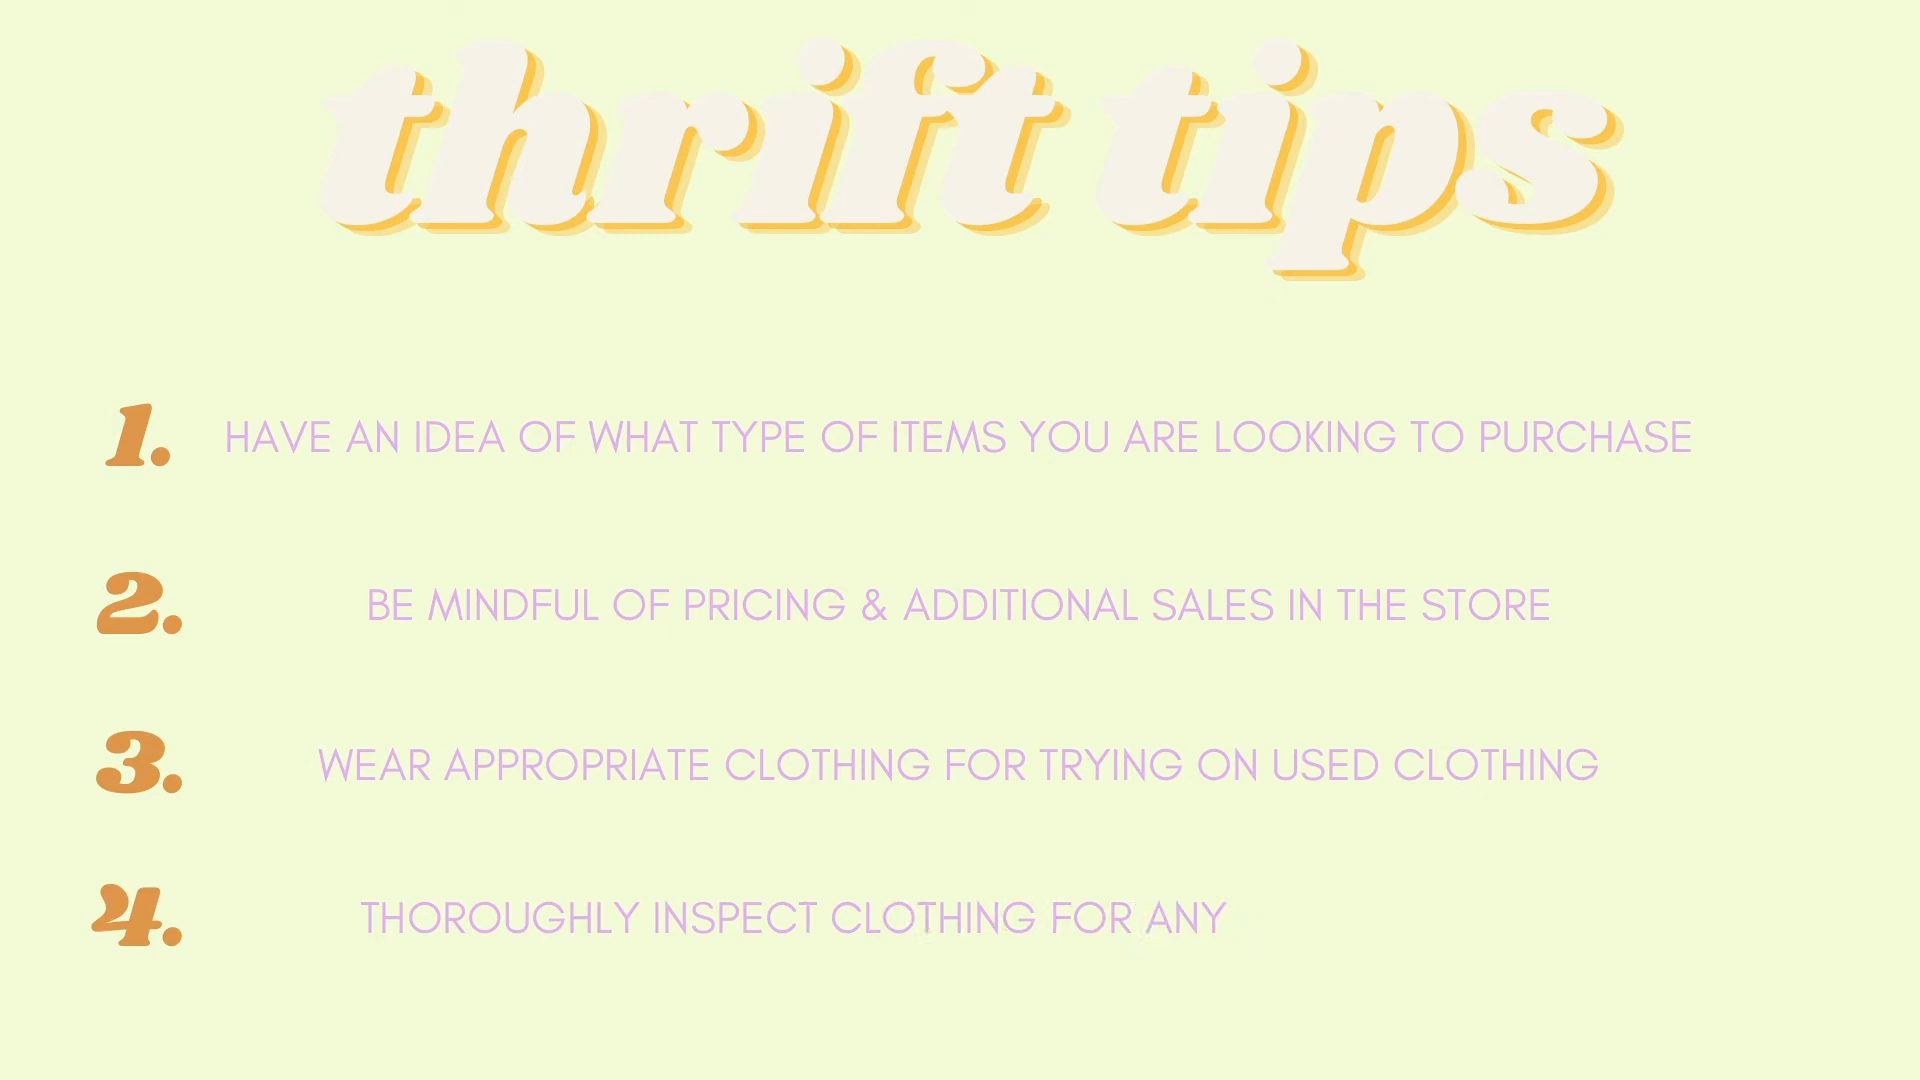 thrift tips
1. HAVE AN IDEA OF WHAT TYPE OF ITEMS YOU ARE LOOKING TO PURCHASE
2. BE MINDFUL OF PRICING & ADDITIONAL SALES IN THE STORE
3. WEAR APPROPRIATE CLOTHING FOR TRYING ON USED CLOTHING
4. THOROUGHLY INSPECT CLOTHING FOR ANY